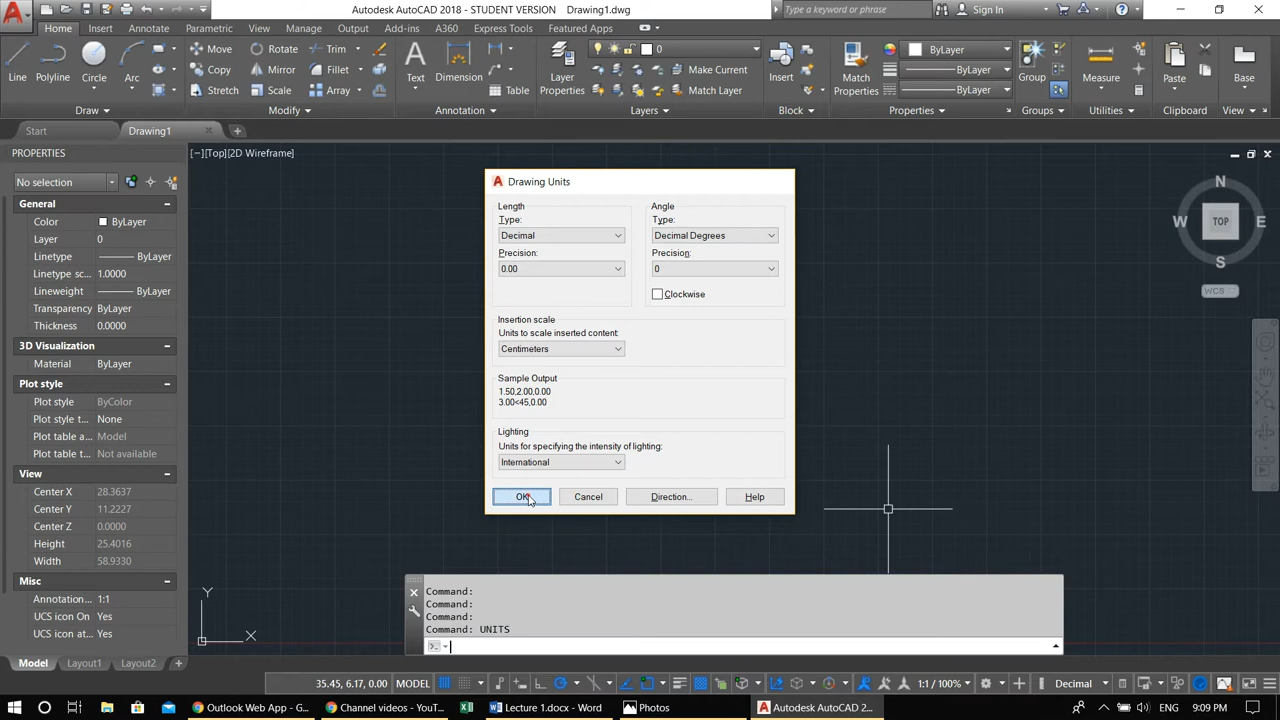 Autodesk AutoCAD 2018 - STUDENT VERSION Drawing1.dwg
Type a keyword or phrase
Sign In
Home Insert Annotate Parametric View Manage Output Add-ins A360 Express Tools Featured Apps
Line Polyline Circle Arc
Move Rotate Trim
Copy Mirror Fillet
Stretch Scale Array
Text Dimension Table
Layer Properties
0
Make Current
Match Layer
Insert
Match Properties
ByLayer
ByLayer
ByLayer
Group
Measure
Paste
Base
Draw Modify Annotation Layers Block Properties Groups Utilities Clipboard View
Start Drawing1
PROPERTIES
[−][Top][2D Wireframe]
No selection
General
Color ByLayer
Layer 0
Linetype ByLayer
Linetype sc... 1.0000
Lineweight ByLayer
Transparency ByLayer
Thickness 0.0000
3D Visualization
Material ByLayer
Plot style
Plot style ByColor
Plot style t... None
Plot table a... Model
Plot table t... Not available
View
Center X 28.3637
Center Y 11.2227
Center Z 0.0000
Height 25.4016
Width 58.9330
Misc
Annotation... 1:1
UCS icon On Yes
UCS icon at... Yes
Drawing Units
Length
Type:
Decimal
Precision:
0.00
Angle
Type:
Decimal Degrees
Precision:
0
Clockwise
Insertion scale
Units to scale inserted content:
Centimeters
Sample Output
1.50,2.00,0.00
3.00<45,0.00
Lighting
Units for specifying the intensity of lighting:
International
OK Cancel Direction... Help
N
W TOP E
S
WCS
Y
X
Command:
Command:
Command:
Command: UNITS
Model Layout1 Layout2
35.45, 6.17, 0.00 MODEL 1:1 / 100% Decimal
Outlook Web App - G... Channel videos - YouT... Lecture 1.docx - Word Photos Autodesk AutoCAD 2... ENG 9:09 PM